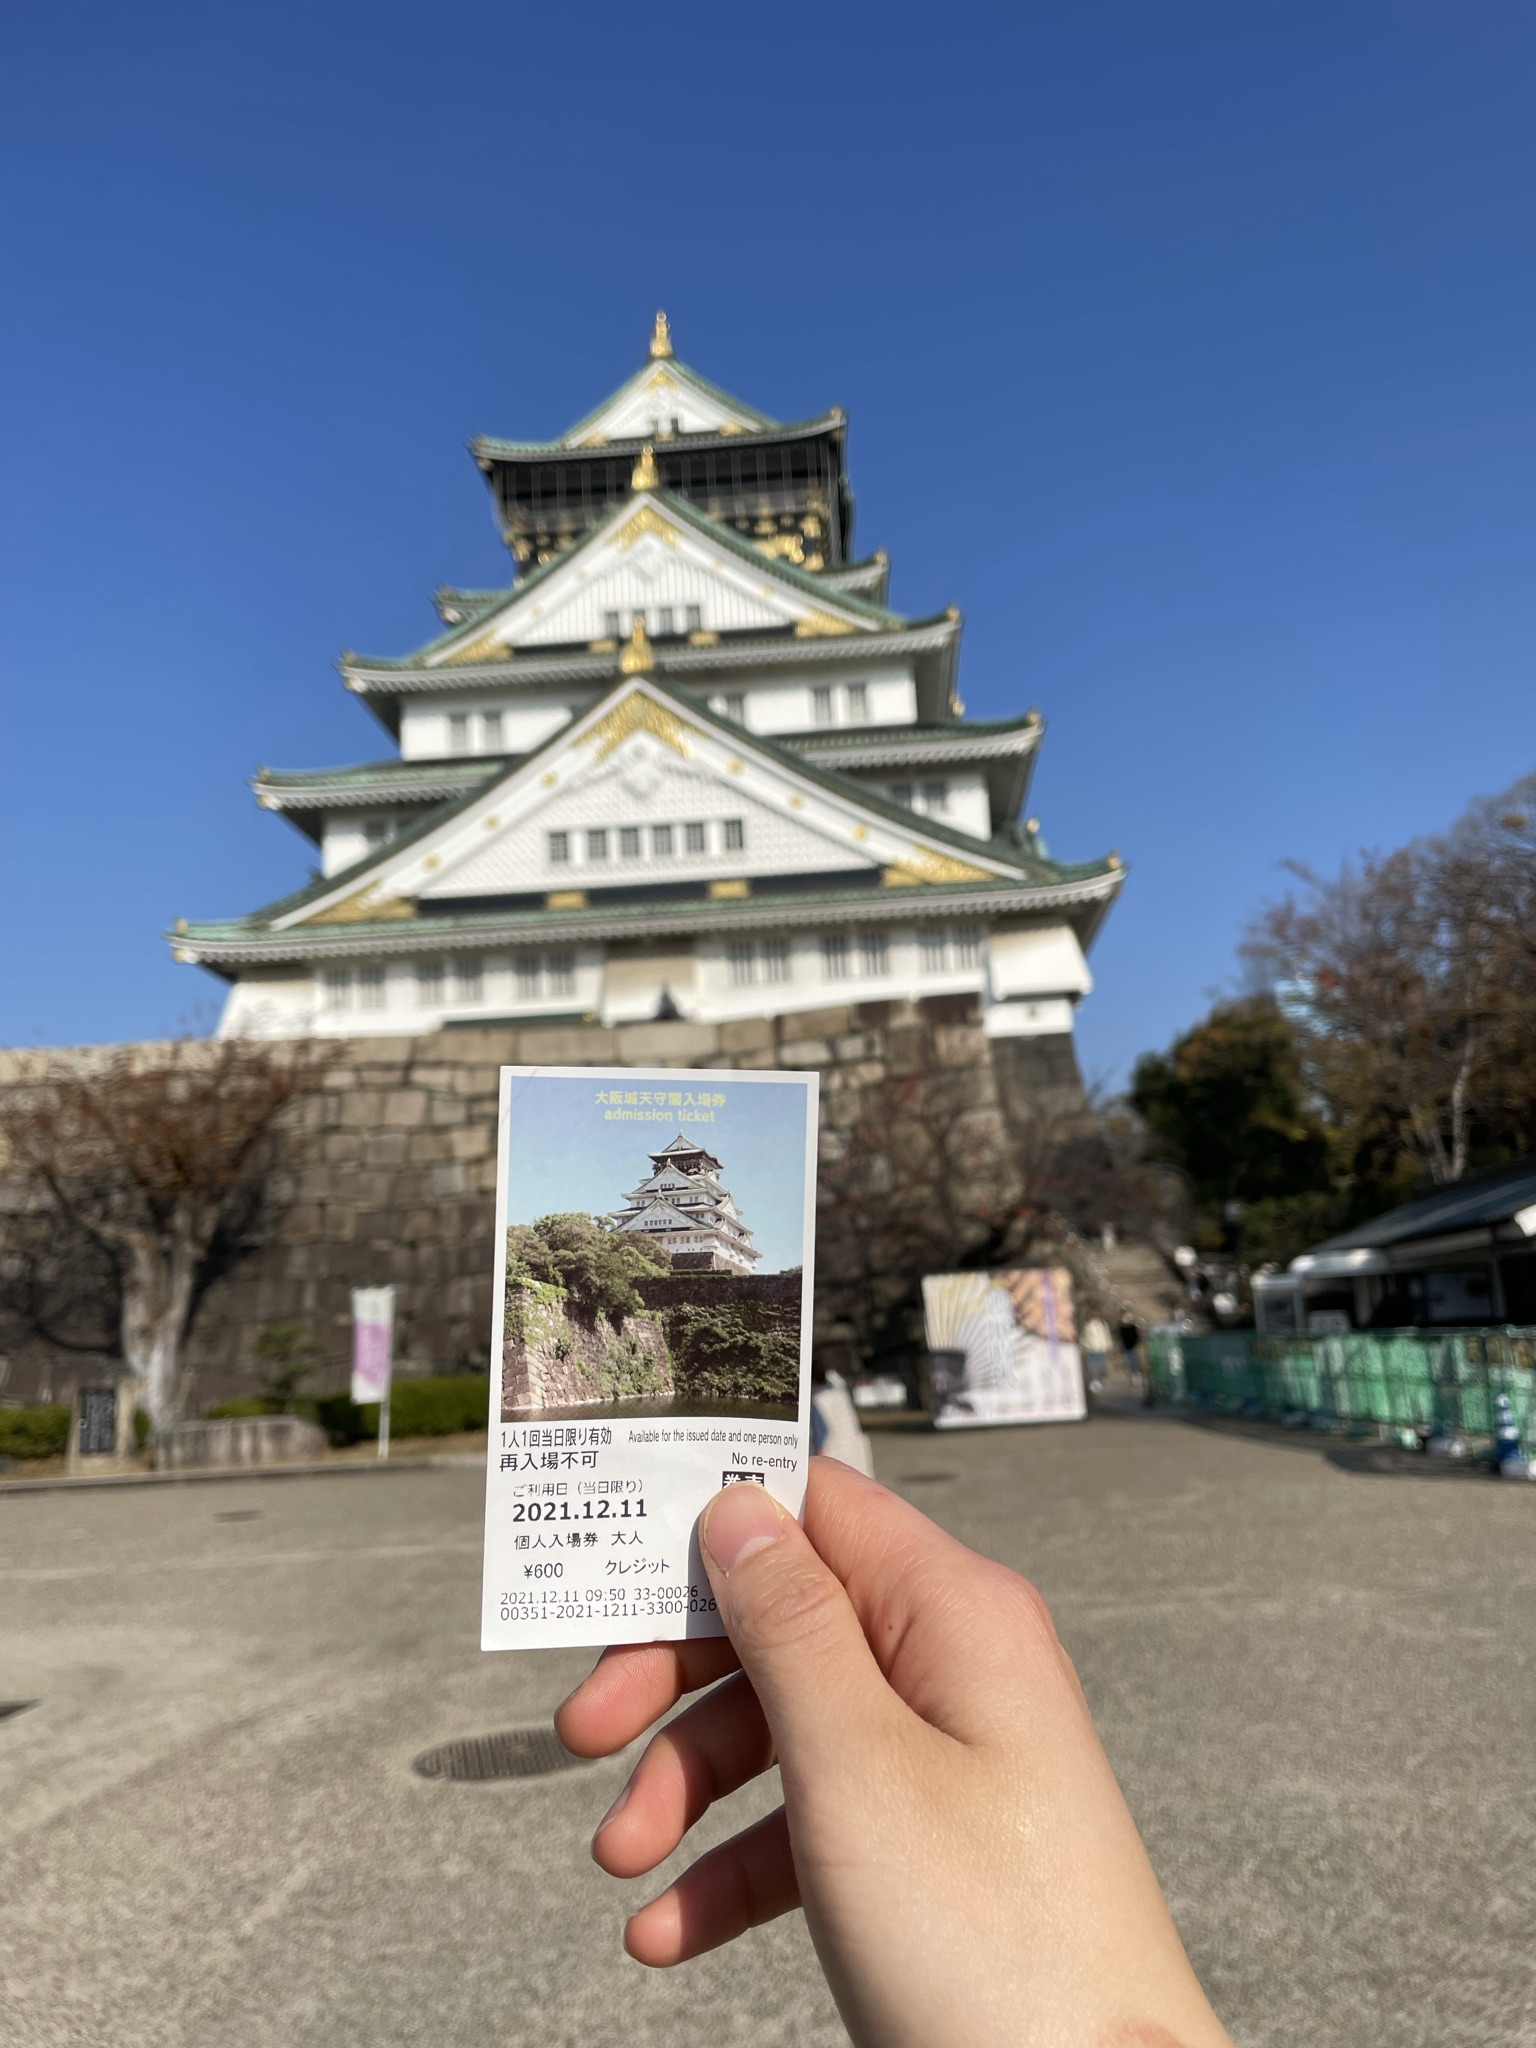 大阪城天守閣入場券
admission ticket
1人1回当日限り有効 Available for the issued date and one person only
再入場不可 No re-entry
ご利用日（当日限り）
2021.12.11
個人入場券 大人
¥600 クレジット
2021.12.11 09:50 33-00026
00351-2021-1211-3300-026